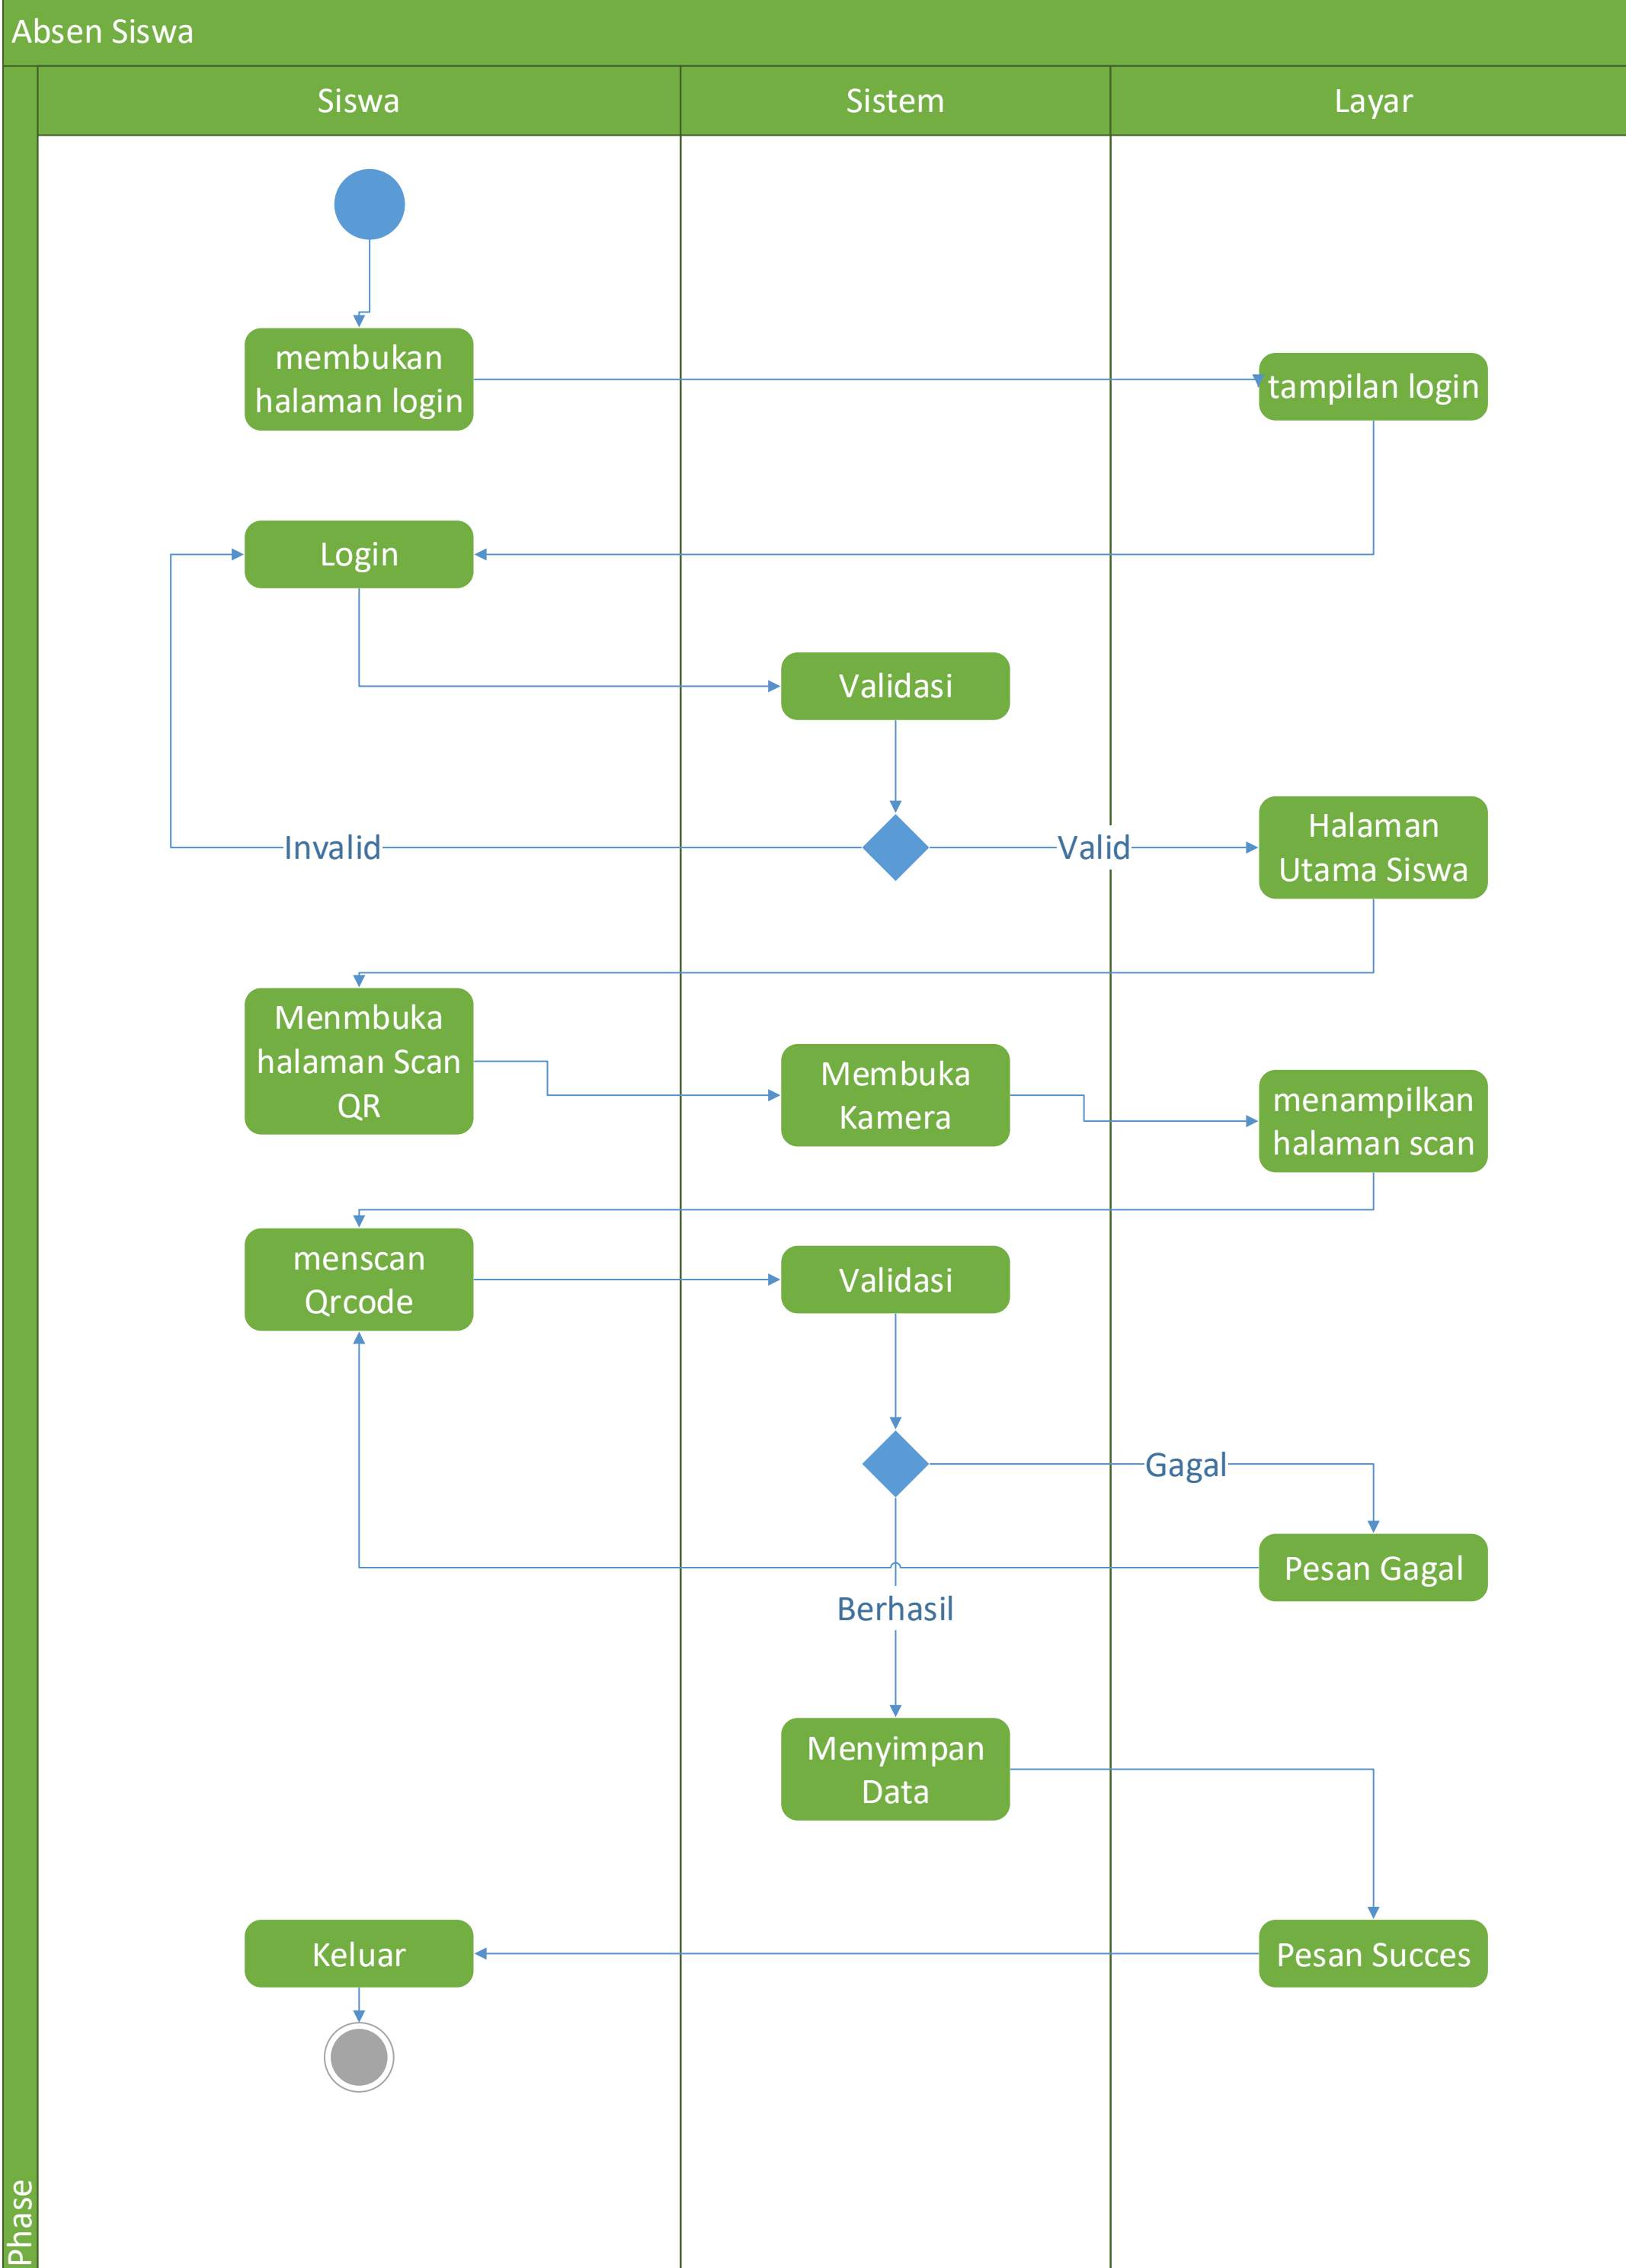 Absen Siswa
Siswa
Sistem
Layar
membukan
halaman login
tampilan login
Login
Validasi
Invalid
Valid
Halaman
Utama Siswa
Menmbuka
halaman Scan
QR
Membuka
Kamera
menampilkan
halaman scan
menscan
Qrcode
Validasi
Gagal
Pesan Gagal
Berhasil
Menyimpan
Data
Keluar
Pesan Succes
Phase